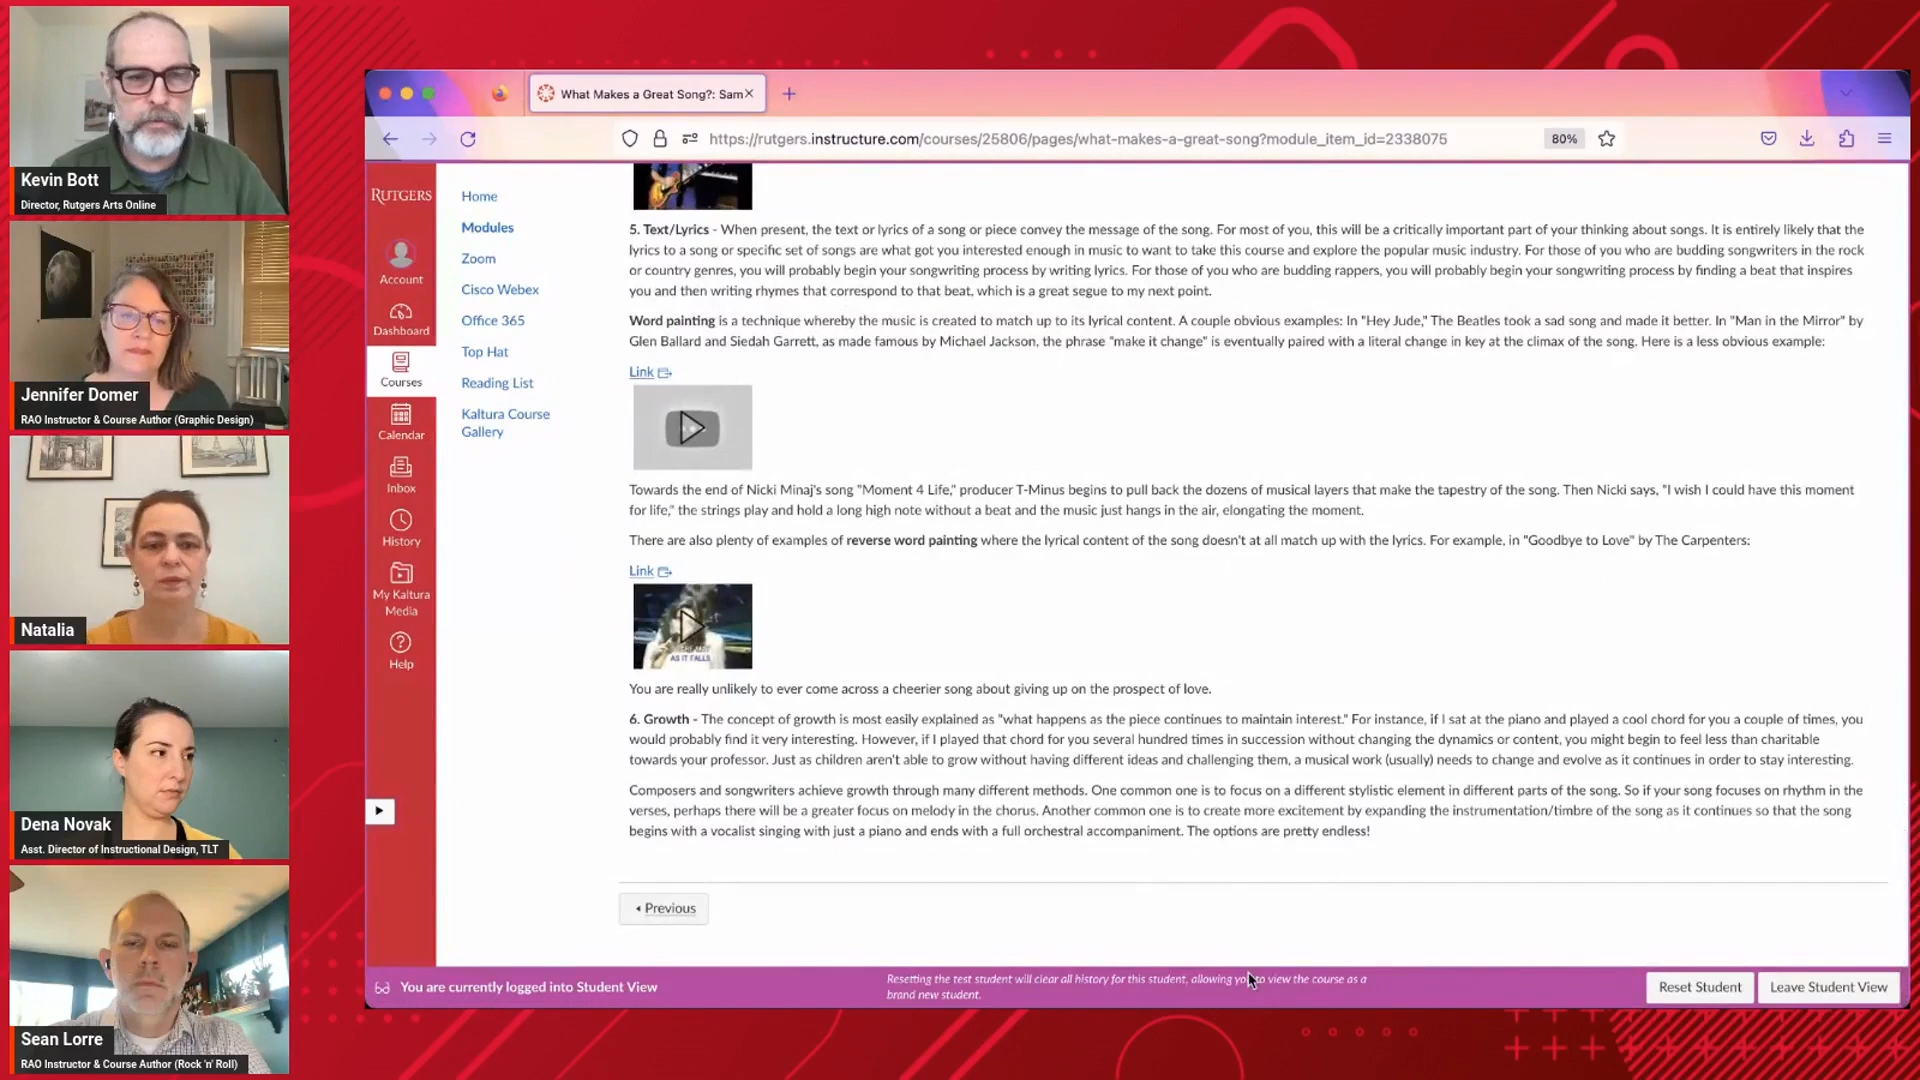 Kevin Bott
Director, Rutgers Arts Online
Jennifer Domer
RAO Instructor & Course Author (Graphic Design)
Natalia
Dena Novak
Asst. Director of Instructional Design, TLT
Sean Lorre
RAO Instructor & Course Author (Rock 'n' Roll)
What Makes a Great Song?: Sam
https://rutgers.instructure.com/courses/25806/pages/what-makes-a-great-song?module_item_id=2338075
80%
RUTGERS
Account
Dashboard
Courses
Calendar
Inbox
History
My Kaltura
Media
Help
Home
Modules
Zoom
Cisco Webex
Office 365
Top Hat
Reading List
Kaltura Course
Gallery
5. Text/Lyrics - When present, the text or lyrics of a song or piece convey the message of the song. For most of you, this will be a critically important part of your thinking about songs. It is entirely likely that the
lyrics to a song or specific set of songs are what got you interested enough in music to want to take this course and explore the popular music industry. For those of you who are budding songwriters in the rock
or country genres, you will probably begin your songwriting process by writing lyrics. For those of you who are budding rappers, you will probably begin your songwriting process by finding a beat that inspires
you and then writing rhymes that correspond to that beat, which is a great segue to my next point.
Word painting is a technique whereby the music is created to match up to its lyrical content. A couple obvious examples: In "Hey Jude," The Beatles took a sad song and made it better. In "Man in the Mirror" by
Glen Ballard and Siedah Garrett, as made famous by Michael Jackson, the phrase "make it change" is eventually paired with a literal change in key at the climax of the song. Here is a less obvious example:
Link
Towards the end of Nicki Minaj's song "Moment 4 Life," producer T-Minus begins to pull back the dozens of musical layers that make the tapestry of the song. Then Nicki says, "I wish I could have this moment
for life," the strings play and hold a long high note without a beat and the music just hangs in the air, elongating the moment.
There are also plenty of examples of reverse word painting where the lyrical content of the song doesn't at all match up with the lyrics. For example, in "Goodbye to Love" by The Carpenters:
Link
AS IT FALLS
You are really unlikely to ever come across a cheerier song about giving up on the prospect of love.
6. Growth - The concept of growth is most easily explained as "what happens as the piece continues to maintain interest." For instance, if I sat at the piano and played a cool chord for you a couple of times, you
would probably find it very interesting. However, if I played that chord for you several hundred times in succession without changing the dynamics or content, you might begin to feel less than charitable
towards your professor. Just as children aren't able to grow without having different ideas and challenging them, a musical work (usually) needs to change and evolve as it continues in order to stay interesting.
Composers and songwriters achieve growth through many different methods. One common one is to focus on a different stylistic element in different parts of the song. So if your song focuses on rhythm in the
verses, perhaps there will be a greater focus on melody in the chorus. Another common one is to create more excitement by expanding the instrumentation/timbre of the song as it continues so that the song
begins with a vocalist singing with just a piano and ends with a full orchestral accompaniment. The options are pretty endless!
Previous
You are currently logged into Student View
Resetting the test student will clear all history for this student, allowing you to view the course as a
brand new student.
Reset Student
Leave Student View